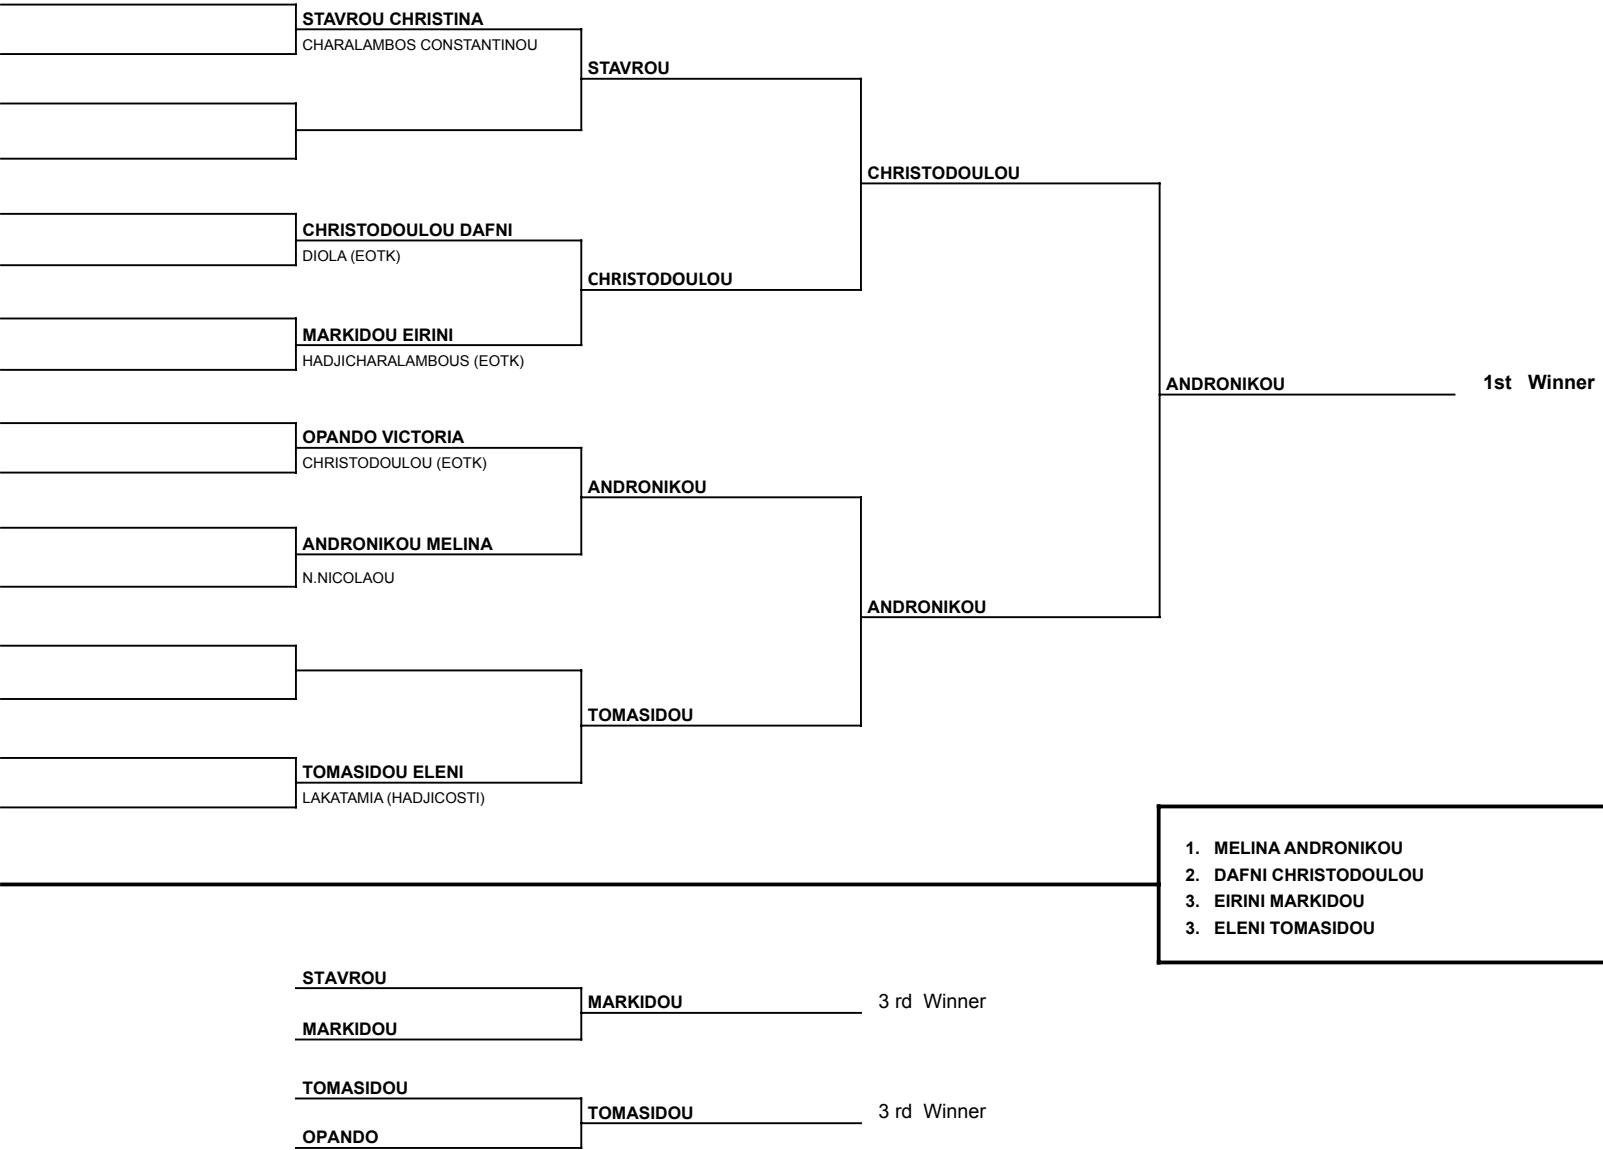 STAVROU CHRISTINA
CHARALAMBOS CONSTANTINOU
STAVROU
CHRISTODOULOU
CHRISTODOULOU DAFNI
DIOLA (EOTK)
CHRISTODOULOU
MARKIDOU EIRINI
HADJICHARALAMBOUS (EOTK)
ANDRONIKOU
1st Winner
OPANDO VICTORIA
CHRISTODOULOU (EOTK)
ANDRONIKOU
ANDRONIKOU MELINA
N.NICOLAOU
ANDRONIKOU
TOMASIDOU
TOMASIDOU ELENI
LAKATAMIA (HADJICOSTI)
1. MELINA ANDRONIKOU
2. DAFNI CHRISTODOULOU
3. EIRINI MARKIDOU
3. ELENI TOMASIDOU
STAVROU
MARKIDOU
3 rd Winner
MARKIDOU
TOMASIDOU
TOMASIDOU
3 rd Winner
OPANDO